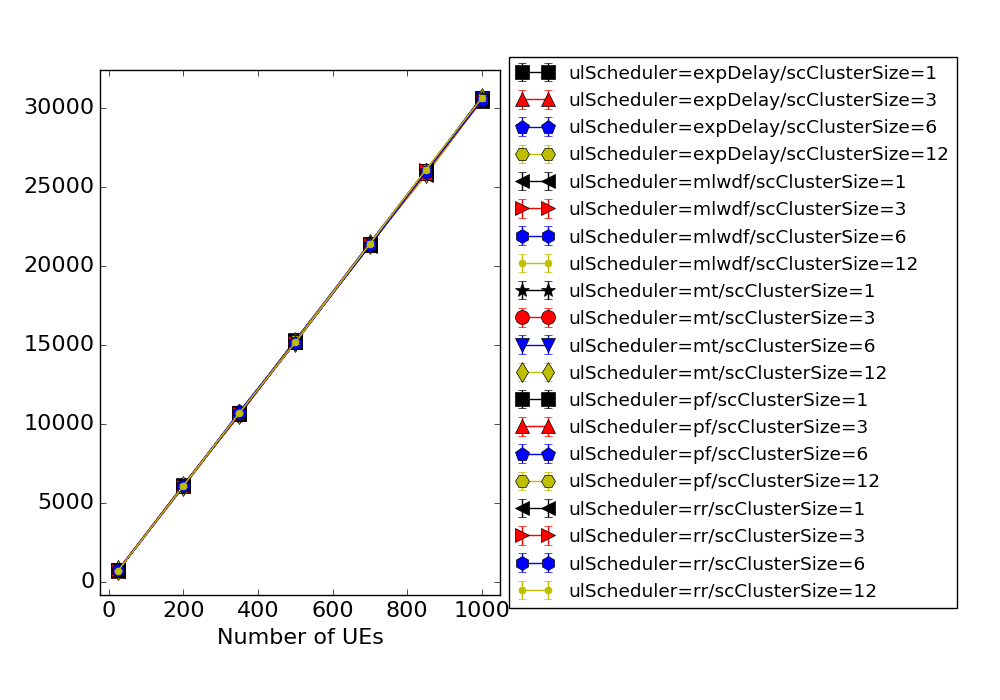 30000
25000
20000
15000
10000
5000
0
0 200 400 600 800 1000
Number of UEs
ulScheduler=expDelay/scClusterSize=1
ulScheduler=expDelay/scClusterSize=3
ulScheduler=expDelay/scClusterSize=6
ulScheduler=expDelay/scClusterSize=12
ulScheduler=mlwdf/scClusterSize=1
ulScheduler=mlwdf/scClusterSize=3
ulScheduler=mlwdf/scClusterSize=6
ulScheduler=mlwdf/scClusterSize=12
ulScheduler=mt/scClusterSize=1
ulScheduler=mt/scClusterSize=3
ulScheduler=mt/scClusterSize=6
ulScheduler=mt/scClusterSize=12
ulScheduler=pf/scClusterSize=1
ulScheduler=pf/scClusterSize=3
ulScheduler=pf/scClusterSize=6
ulScheduler=pf/scClusterSize=12
ulScheduler=rr/scClusterSize=1
ulScheduler=rr/scClusterSize=3
ulScheduler=rr/scClusterSize=6
ulScheduler=rr/scClusterSize=12